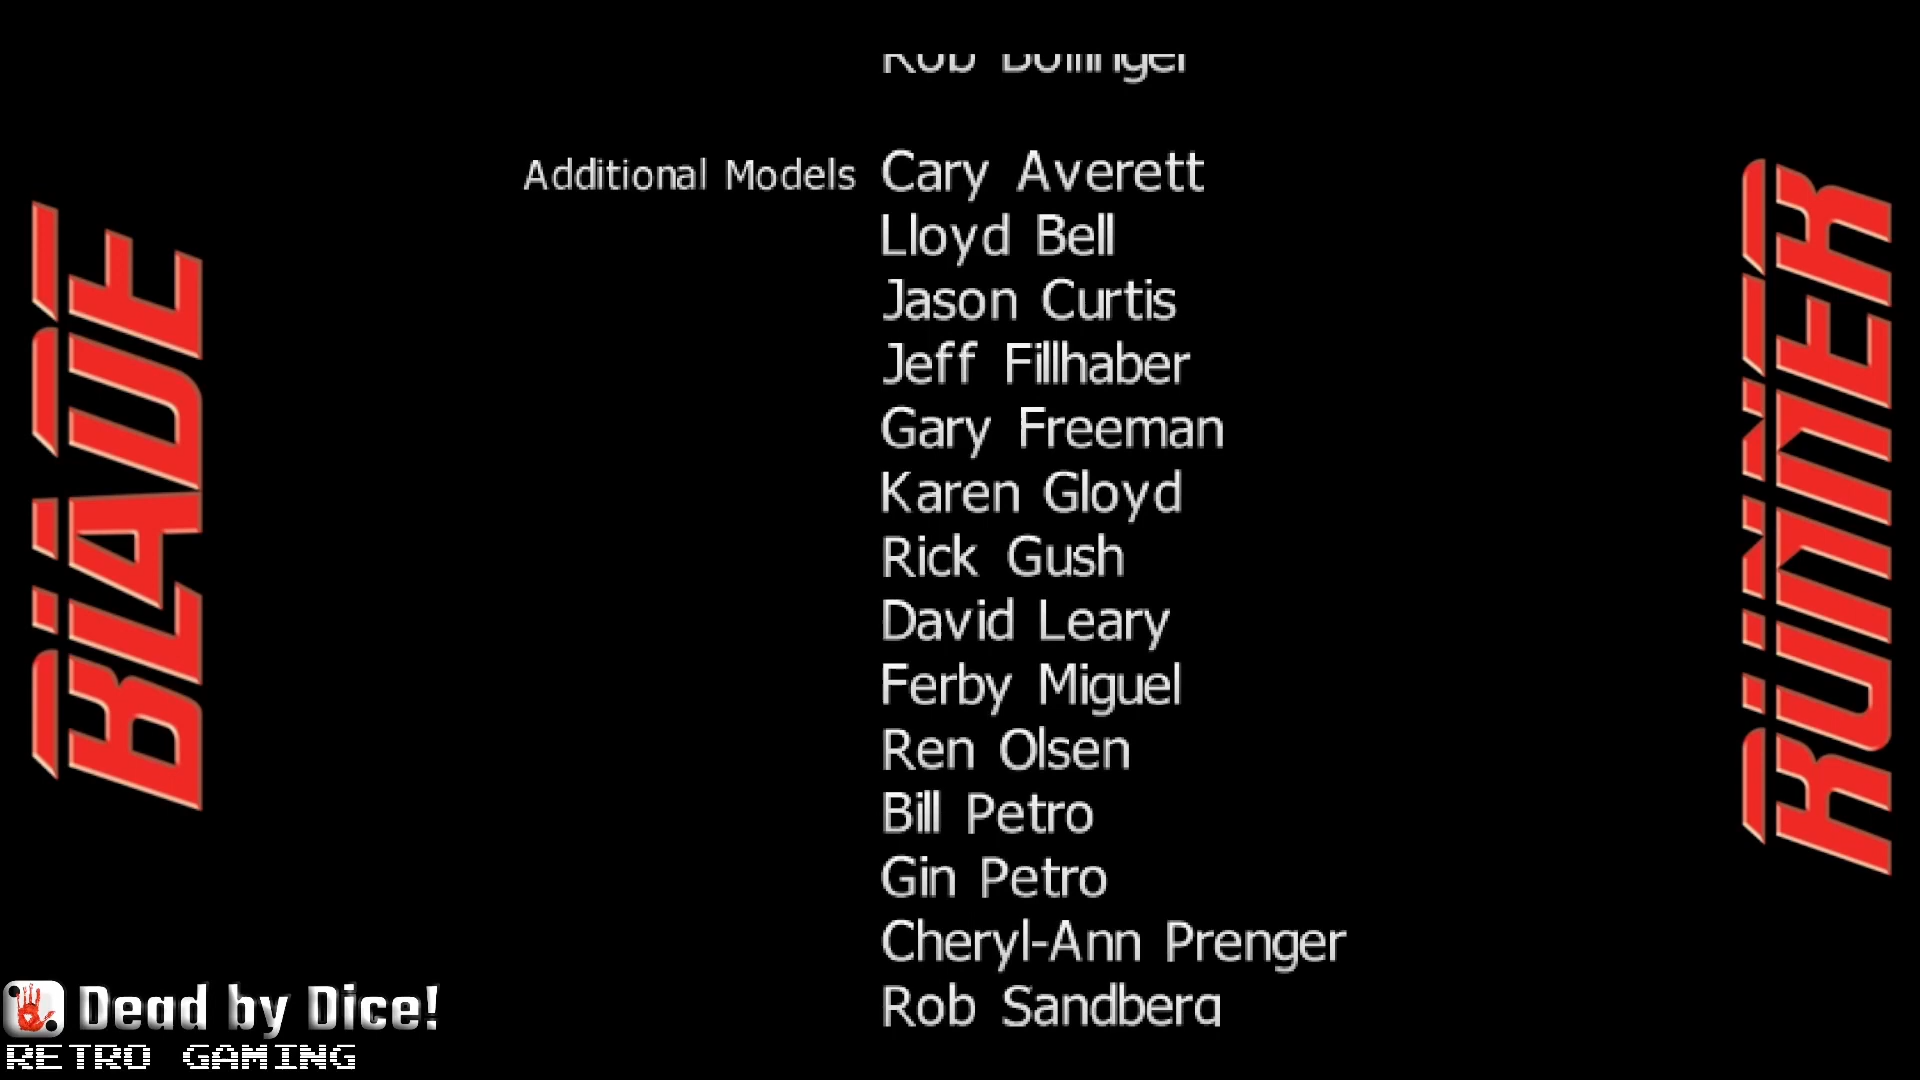 Rob Bollinger
Additional Models Cary Averett
Lloyd Bell
Jason Curtis
Jeff Fillhaber
Gary Freeman
Karen Gloyd
Rick Gush
David Leary
Ferby Miguel
Ren Olsen
Bill Petro
Gin Petro
Cheryl-Ann Prenger
Rob Sandberg
BLADE
RUNNER
Dead by Dice!
RETRO GAMING